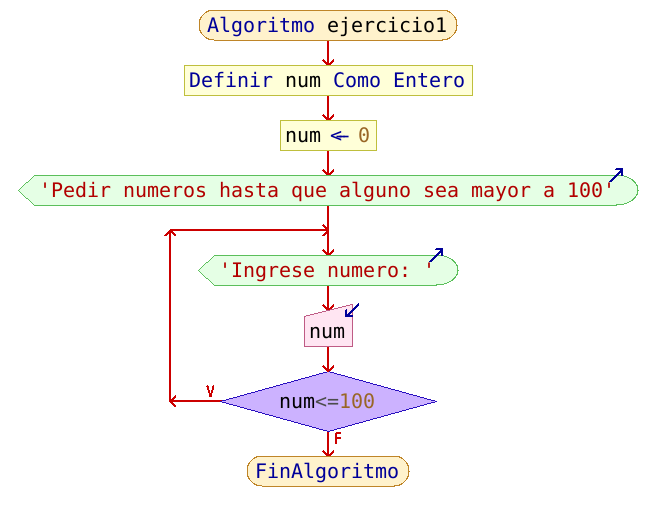 Algoritmo ejercicio1
Definir num Como Entero
num <- 0
'Pedir numeros hasta que alguno sea mayor a 100'
'Ingrese numero: '
num
num<=100
V
F
FinAlgoritmo